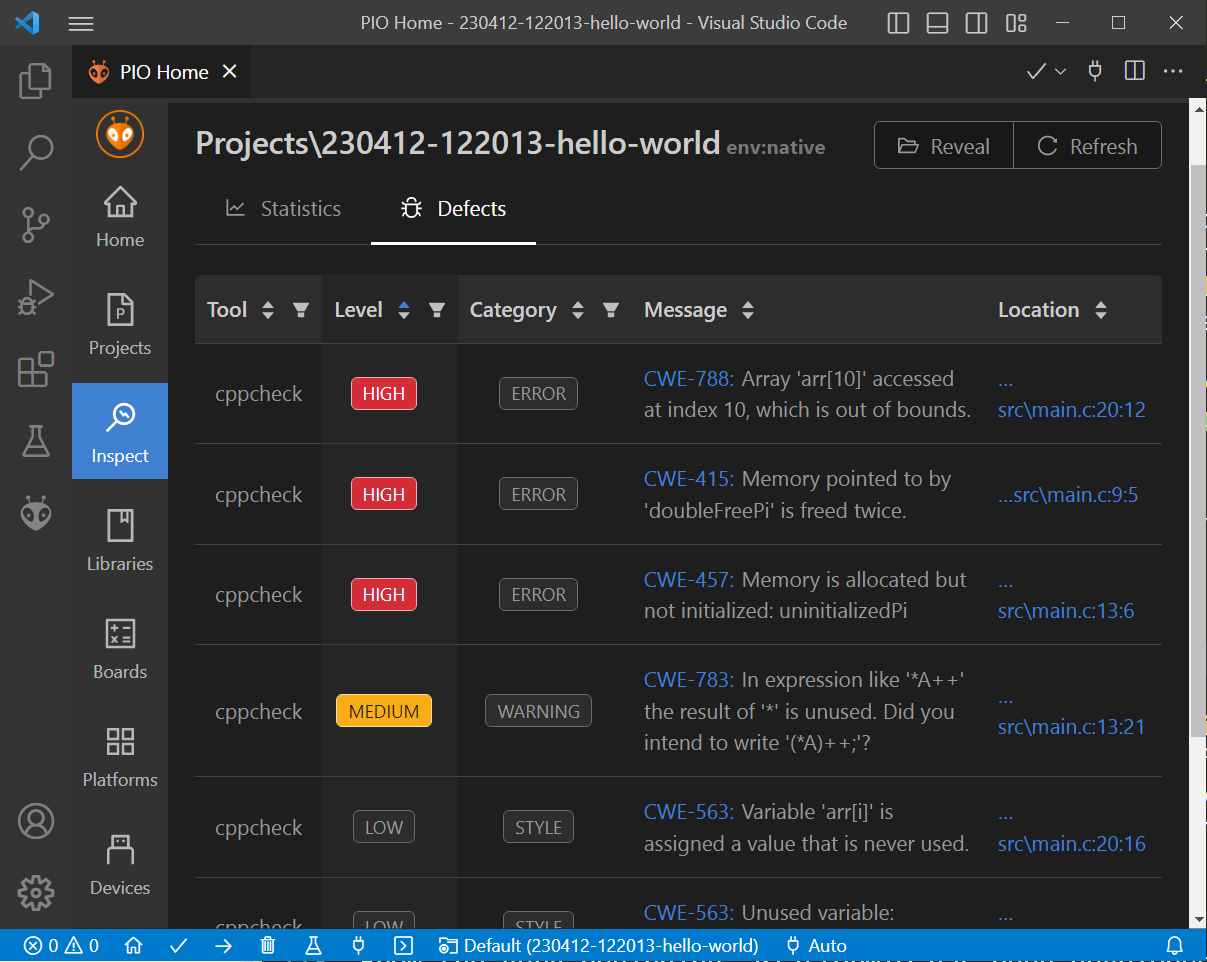 PIO Home - 230412-122013-hello-world - Visual Studio Code
PIO Home
Projects\230412-122013-hello-world env:native
Reveal
Refresh
Home
Statistics
Defects
Projects
Tool
Level
Category
Message
Location
cppcheck
HIGH
ERROR
CWE-788: Array 'arr[10]' accessed
at index 10, which is out of bounds.
...
src\main.c:20:12
Inspect
cppcheck
HIGH
ERROR
CWE-415: Memory pointed to by
'doubleFreePi' is freed twice.
...src\main.c:9:5
Libraries
cppcheck
HIGH
ERROR
CWE-457: Memory is allocated but
not initialized: uninitializedPi
...
src\main.c:13:6
Boards
cppcheck
MEDIUM
WARNING
CWE-783: In expression like '*A++'
the result of '*' is unused. Did you
intend to write '(*A)++;'?
...
src\main.c:13:21
Platforms
cppcheck
LOW
STYLE
CWE-563: Variable 'arr[i]' is
assigned a value that is never used.
...
src\main.c:20:16
Devices
cppcheck
LOW
STYLE
CWE-563: Unused variable:
...
0
0
Default (230412-122013-hello-world)
Auto